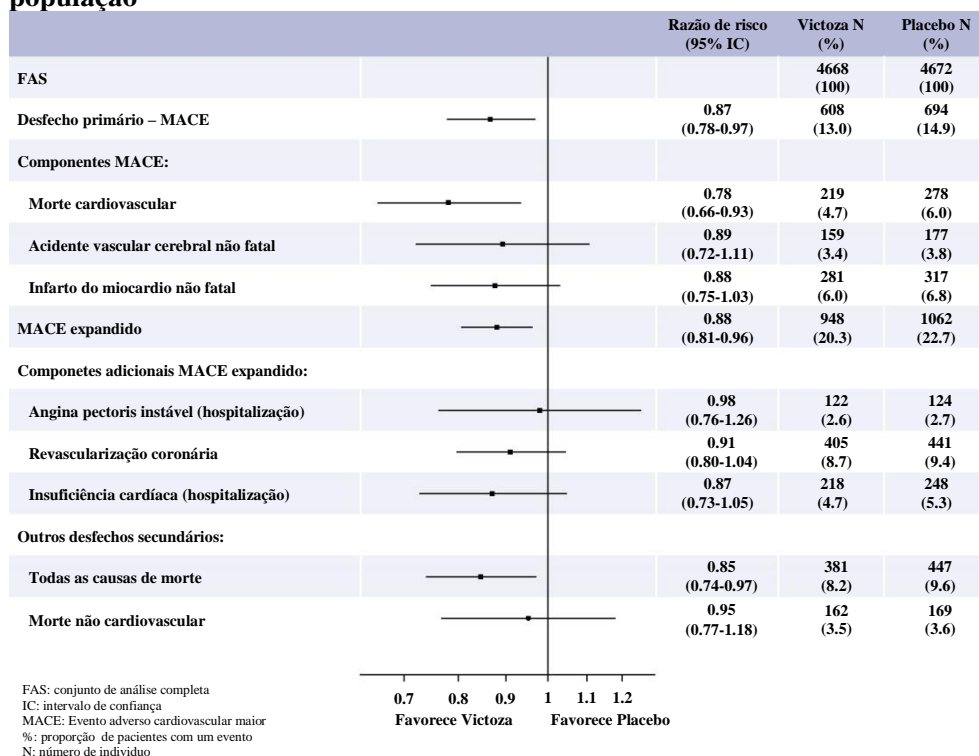 população
Razão de risco Victoza N Placebo N
(95% IC) (%) (%)
FAS 4668 4672
(100) (100)
Desfecho primário – MACE 0.87 608 694
(0.78-0.97) (13.0) (14.9)
Componentes MACE:
Morte cardiovascular 0.78 219 278
(0.66-0.93) (4.7) (6.0)
Acidente vascular cerebral não fatal 0.89 159 177
(0.72-1.11) (3.4) (3.8)
Infarto do miocardio não fatal 0.88 281 317
(0.75-1.03) (6.0) (6.8)
MACE expandido 0.88 948 1062
(0.81-0.96) (20.3) (22.7)
Componetes adicionais MACE expandido:
Angina pectoris instável (hospitalização) 0.98 122 124
(0.76-1.26) (2.6) (2.7)
Revascularização coronária 0.91 405 441
(0.80-1.04) (8.7) (9.4)
Insuficiência cardíaca (hospitalização) 0.87 218 248
(0.73-1.05) (4.7) (5.3)
Outros desfechos secundários:
Todas as causas de morte 0.85 381 447
(0.74-0.97) (8.2) (9.6)
Morte não cardiovascular 0.95 162 169
(0.77-1.18) (3.5) (3.6)
0.7 0.8 0.9 1 1.1 1.2
Favorece Victoza Favorece Placebo
FAS: conjunto de análise completa
IC: intervalo de confiança
MACE: Evento adverso cardiovascular maior
%: proporção de pacientes com um evento
N: número de individuo